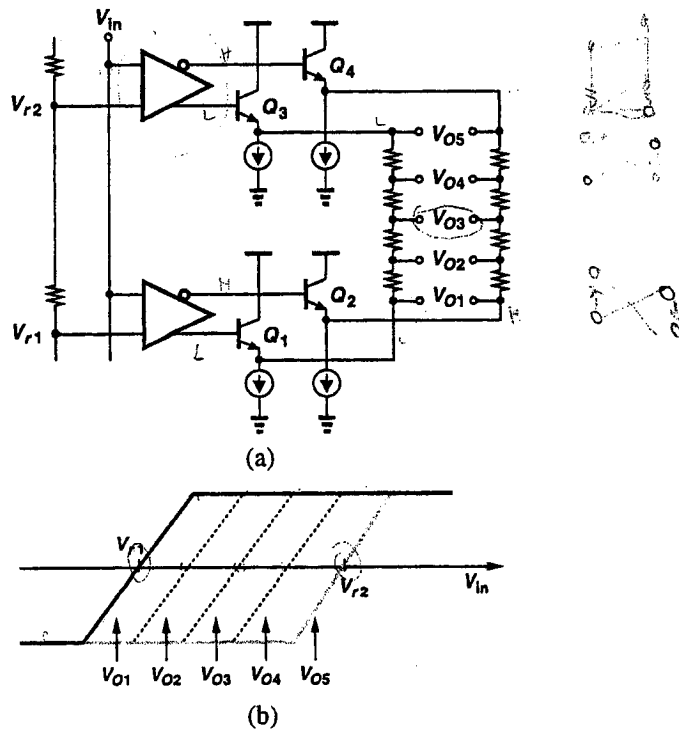 V_in
H
Q_4
V_r2
L
Q_3
L
V_O5
V_O4
V_O3
V_O2
V_O1
H
Q_2
V_r1
L
Q_1
L
H
(a)
V_r1
V_r2
V_in
V_O1 V_O2 V_O3 V_O4 V_O5
(b)